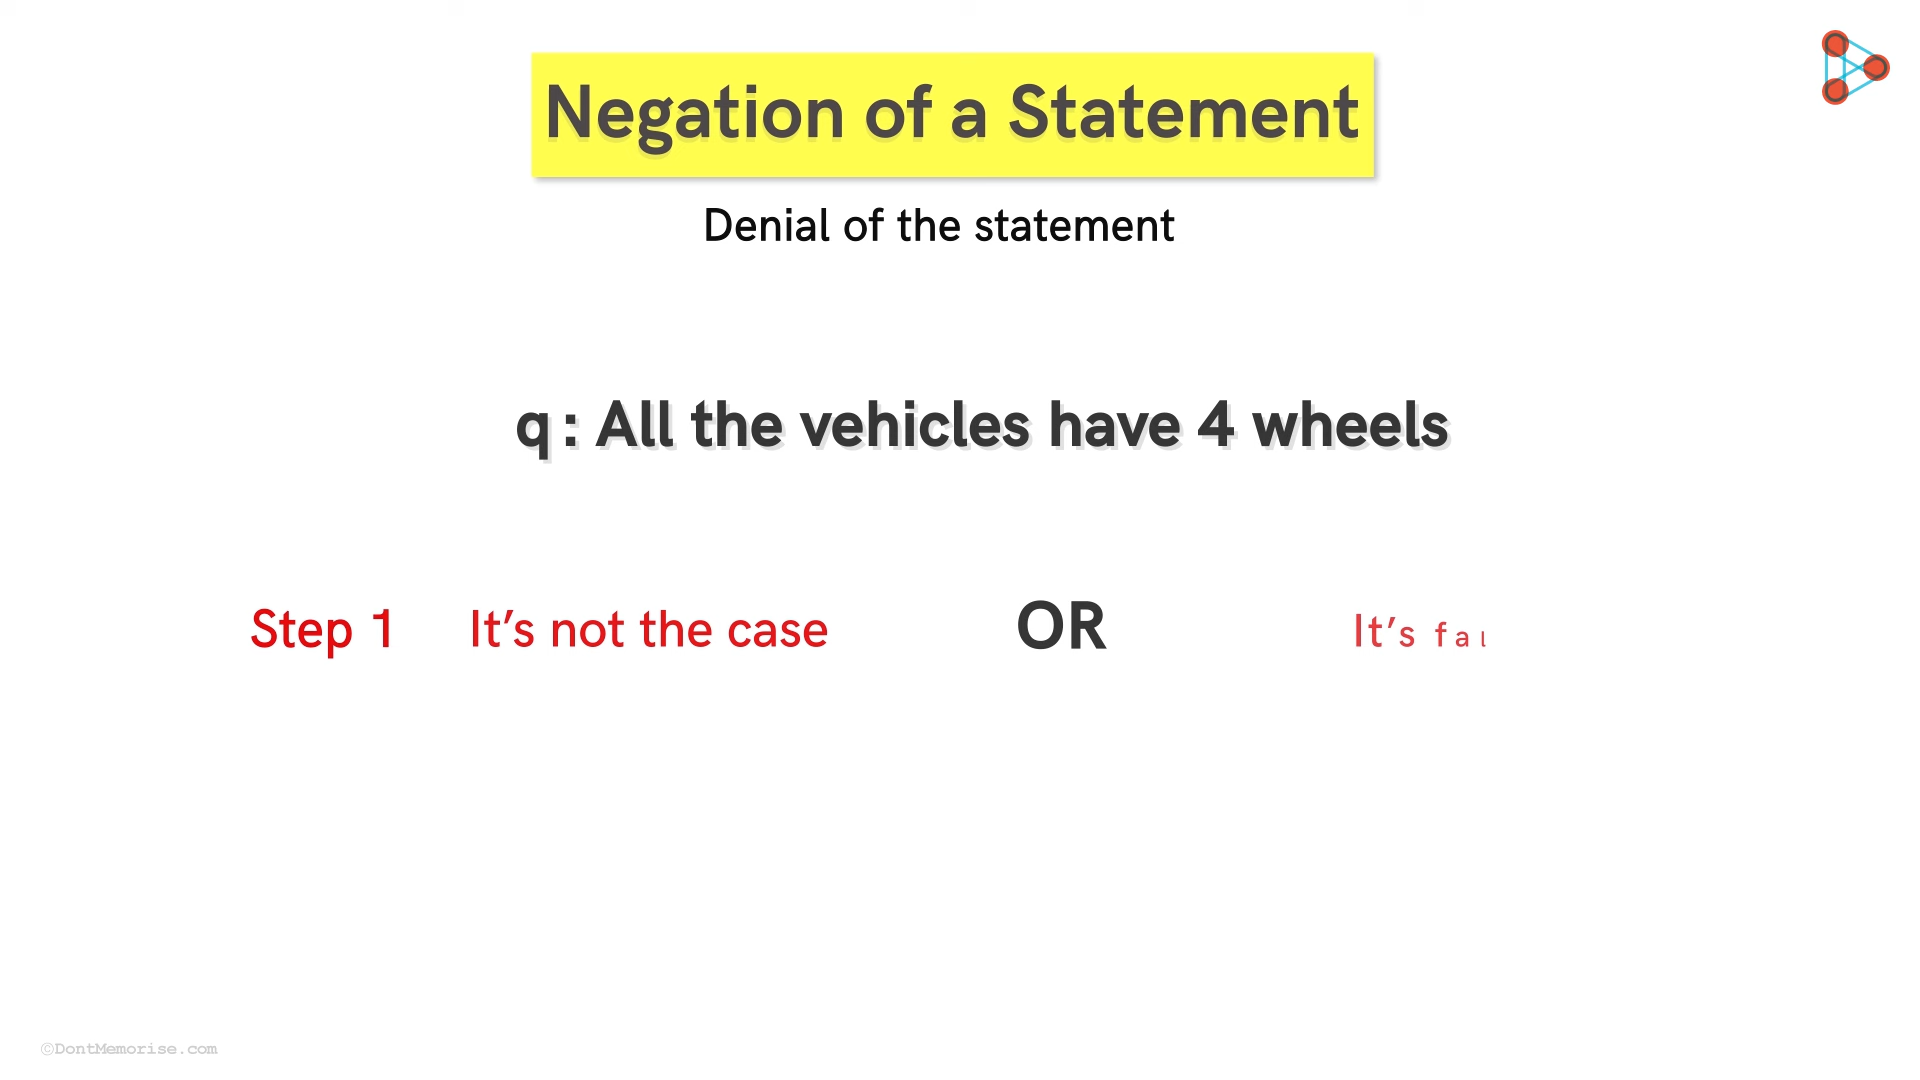 Negation of a Statement
Denial of the statement
q : All the vehicles have 4 wheels
Step 1 It’s not the case OR It’s fal
©DontMemorise.com